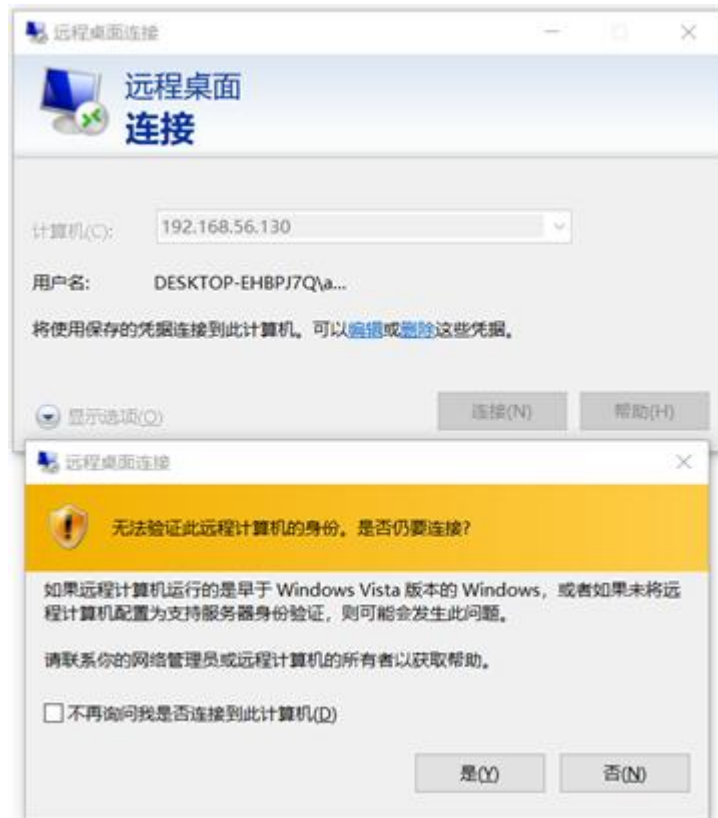 远程桌面连接
远程桌面
连接
计算机(C):
192.168.56.130
用户名:
DESKTOP-EHBPJ7Q\a...
将使用保存的凭据连接到此计算机。可以编辑或删除这些凭据。
显示选项(O)
连接(N)
帮助(H)
远程桌面连接
无法验证此远程计算机的身份。是否仍要连接?
如果远程计算机运行的是早于 Windows Vista 版本的 Windows，或者如果未将远
程计算机配置为支持服务器身份验证，则可能会发生此问题。
请联系你的网络管理员或远程计算机的所有者以获取帮助。
不再询问我是否连接到此计算机(D)
是(Y)
否(N)